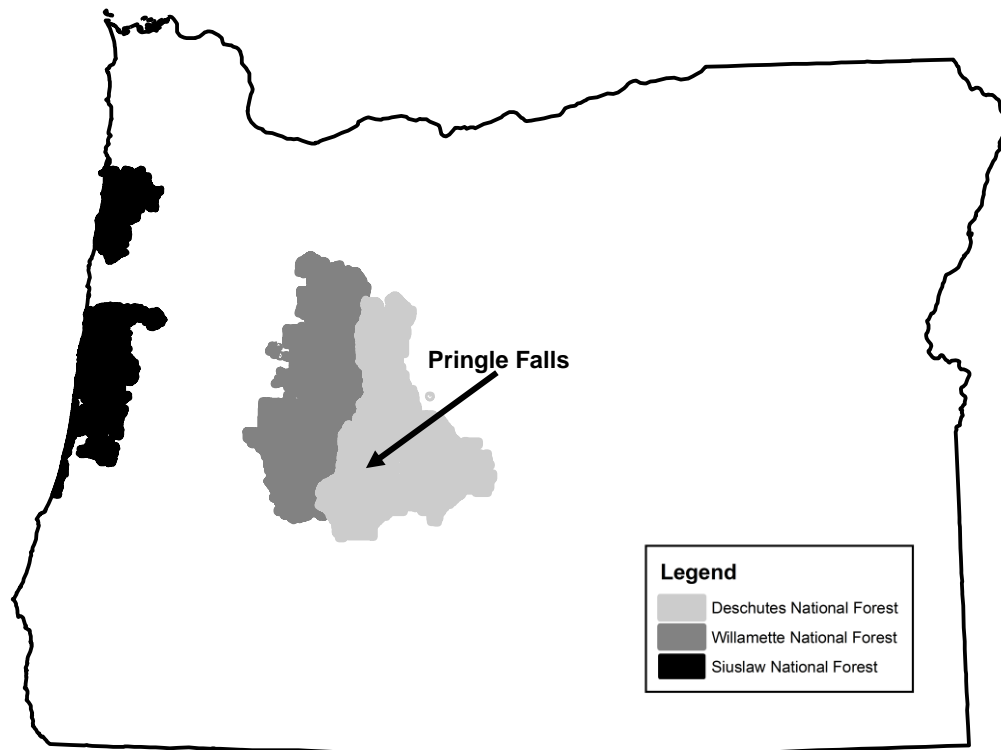 Pringle Falls
Legend
Deschutes National Forest
Willamette National Forest
Siuslaw National Forest